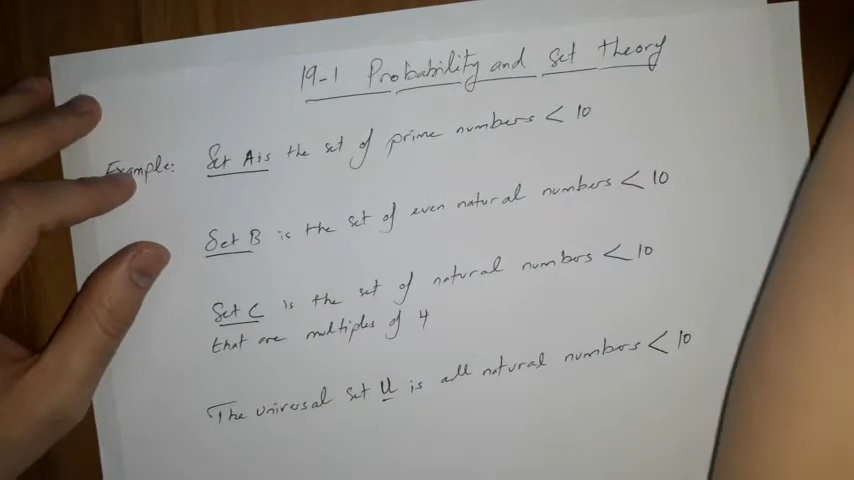 19-1 Probability and set theory
Example: Set A is the set of prime numbers < 10
Set B is the set of even natural numbers < 10
Set C is the set of natural numbers < 10
that are multiples of 4
The universal set U is all natural numbers < 10